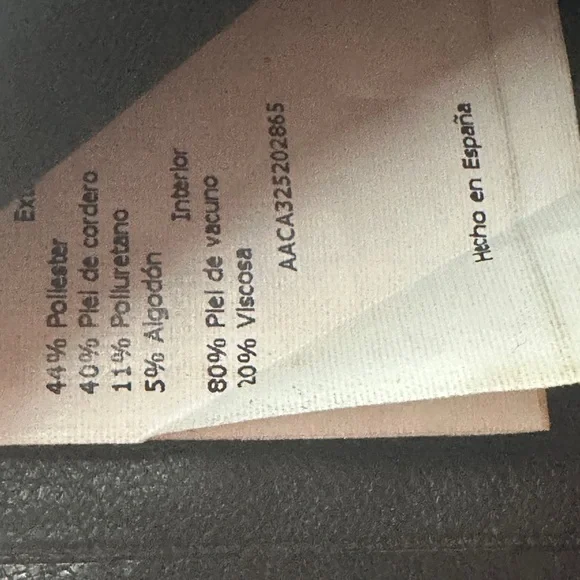 Ext
44% Poliester
40% Piel de cordero
11% Poliuretano
5% Algodón
Interior
80% Piel de vacuno
20% Viscosa
AACA325202865
Hecho en España